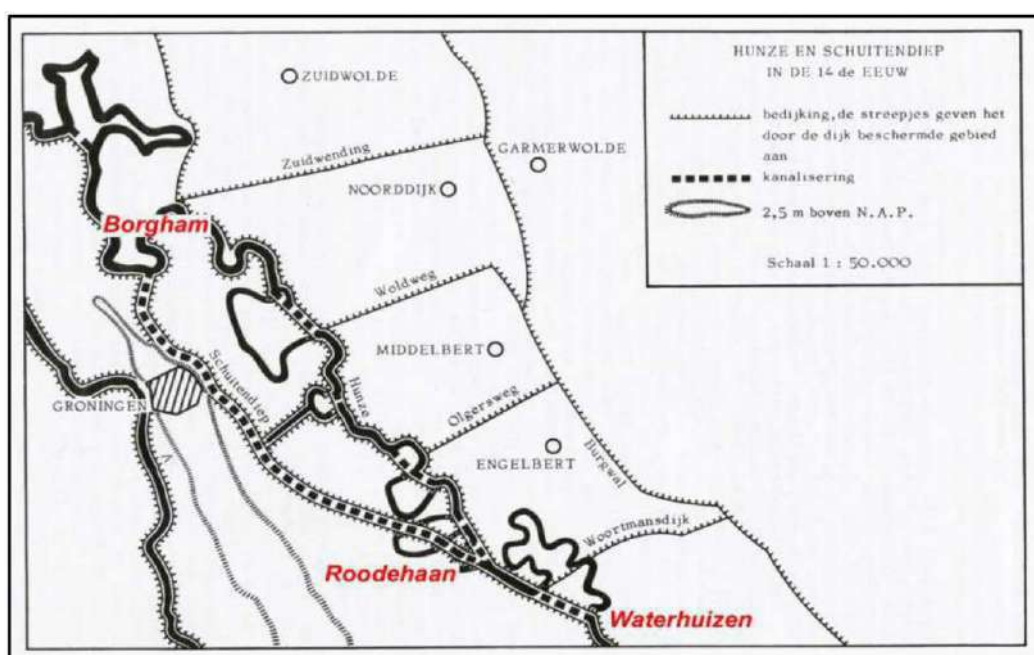 HUNZE EN SCHUITENDIEP
IN DE 14 de EEUW
bedijking, de streepjes geven het
door de dijk beschermde gebied
aan
kanalisering
2,5 m boven N.A.P.
Schaal 1 : 50.000
ZUIDWOLDE
GARMERWOLDE
Zuidwending
NOORDDIJK
Borgham
Woldweg
MIDDELBERT
Schuitendiep
Hunze
GRONINGEN
Olgersweg
A
ENGELBERT
Burgwal
Woortmansdijk
Roodehaan
Waterhuizen